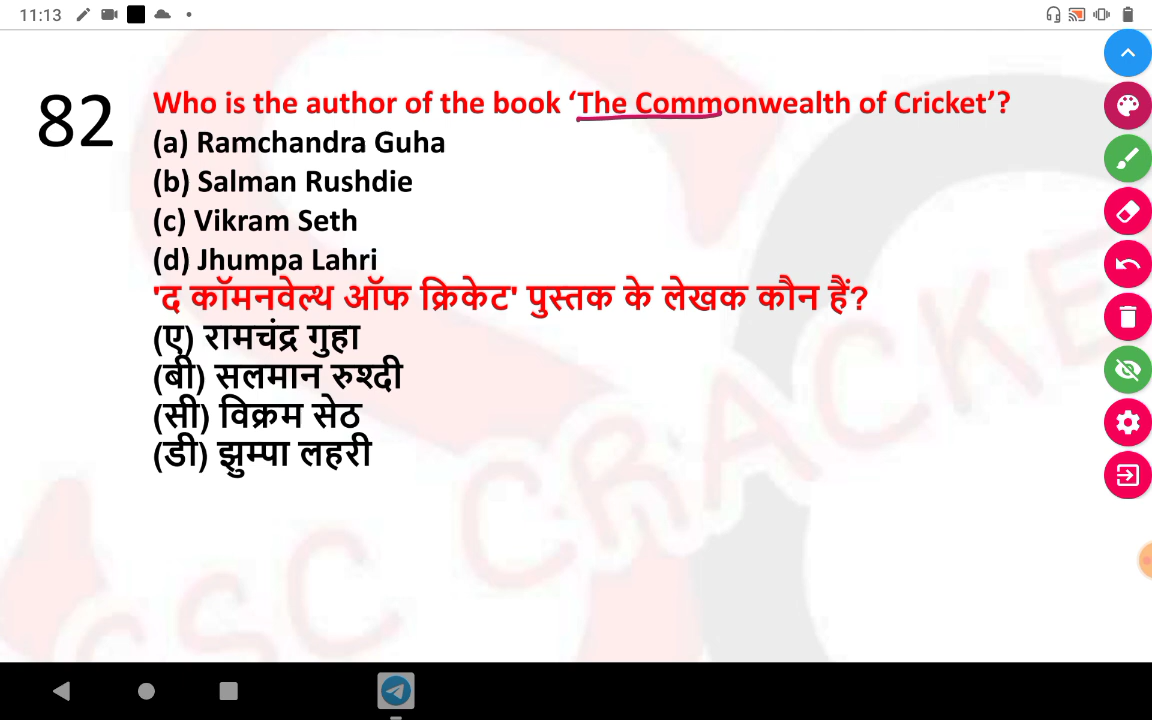 11:13
82
Who is the author of the book ‘The Commonwealth of Cricket’?
(a) Ramchandra Guha
(b) Salman Rushdie
(c) Vikram Seth
(d) Jhumpa Lahri
'द कॉमनवेल्थ ऑफ क्रिकेट' पुस्तक के लेखक कौन हैं?
(ए) रामचंद्र गुहा
(बी) सलमान रुश्दी
(सी) विक्रम सेठ
(डी) झुम्पा लहरी
SSC CRACKE